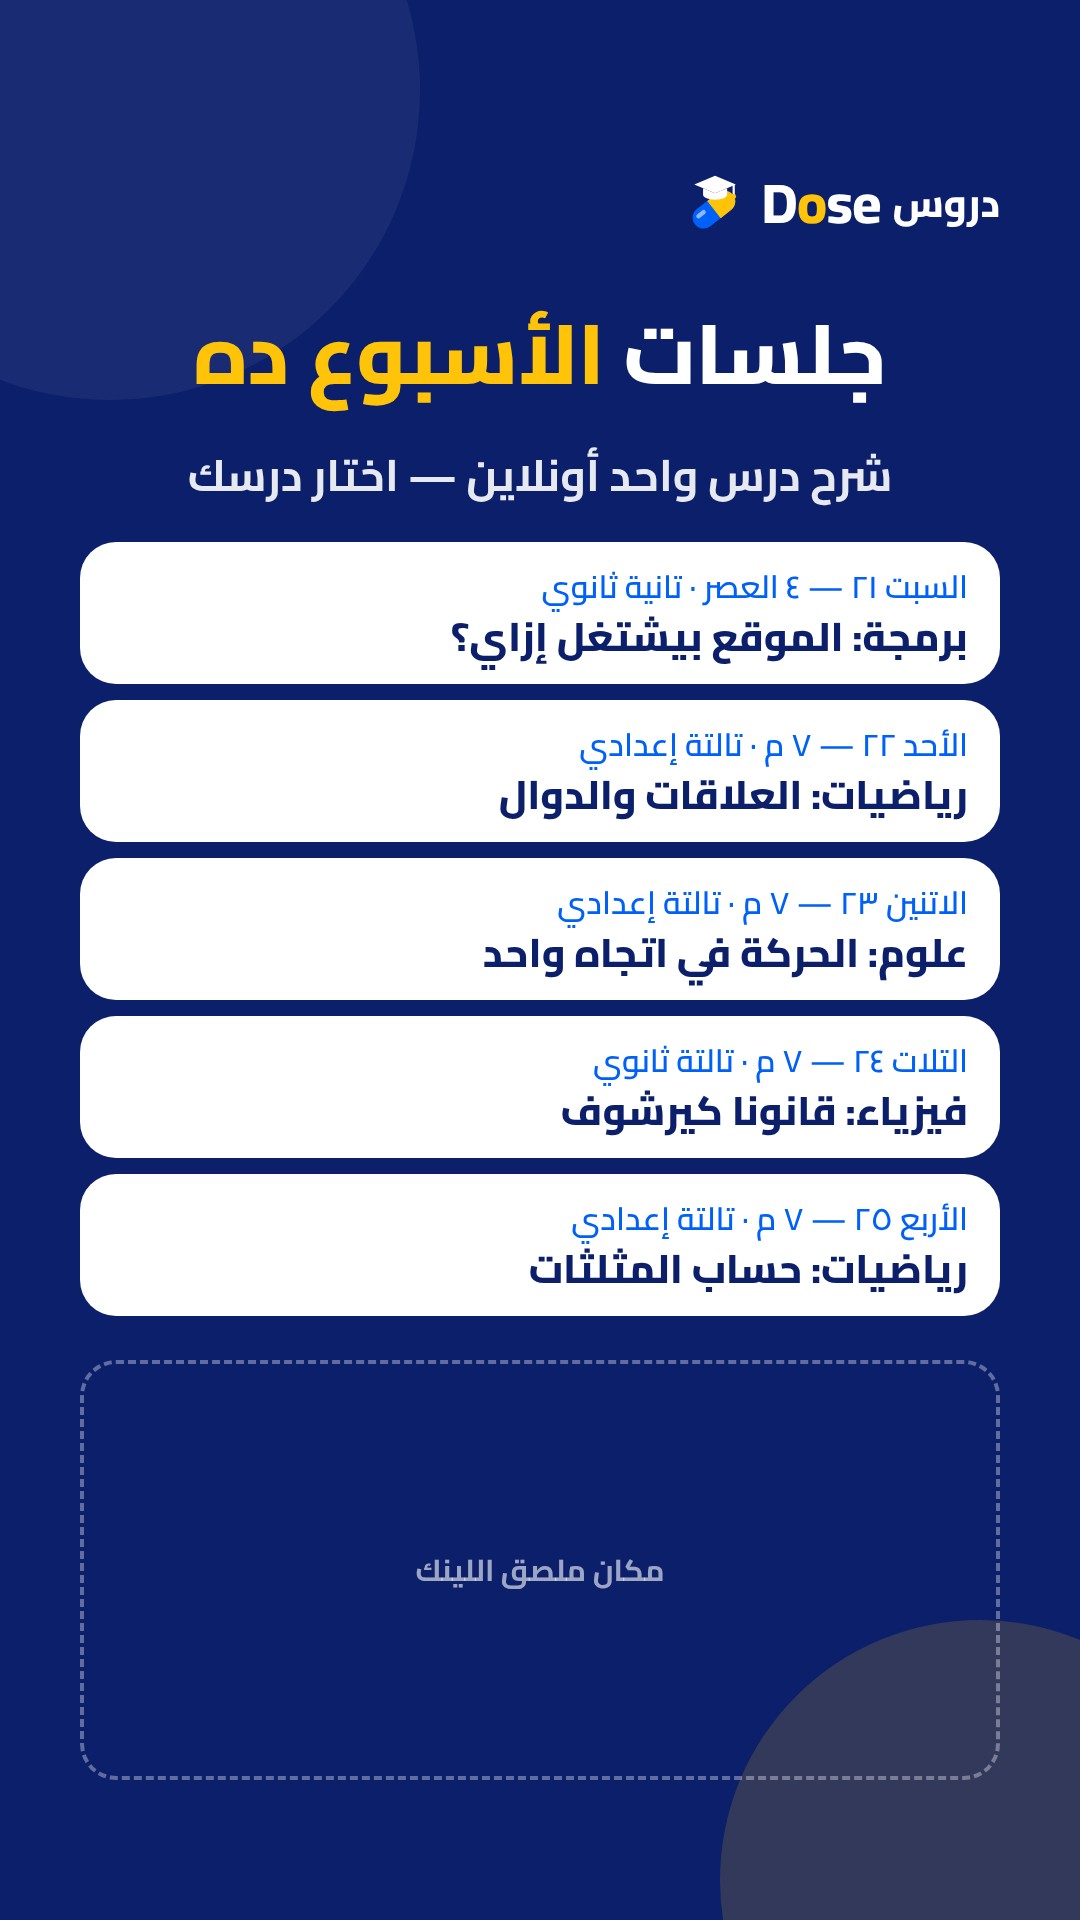 دروس Dose
جلسات الأسبوع ده
شرح درس واحد أونلاين — اختار درسك
السبت ٢١ — ٤ العصر · تانية ثانوي
برمجة: الموقع بيشتغل إزاي؟
الأحد ٢٢ — ٧ م · تالتة إعدادي
رياضيات: العلاقات والدوال
الاتنين ٢٣ — ٧ م · تالتة إعدادي
علوم: الحركة في اتجاه واحد
التلات ٢٤ — ٧ م · تالتة ثانوي
فيزياء: قانونا كيرشوف
الأربع ٢٥ — ٧ م · تالتة إعدادي
رياضيات: حساب المثلثات
مكان ملصق اللينك